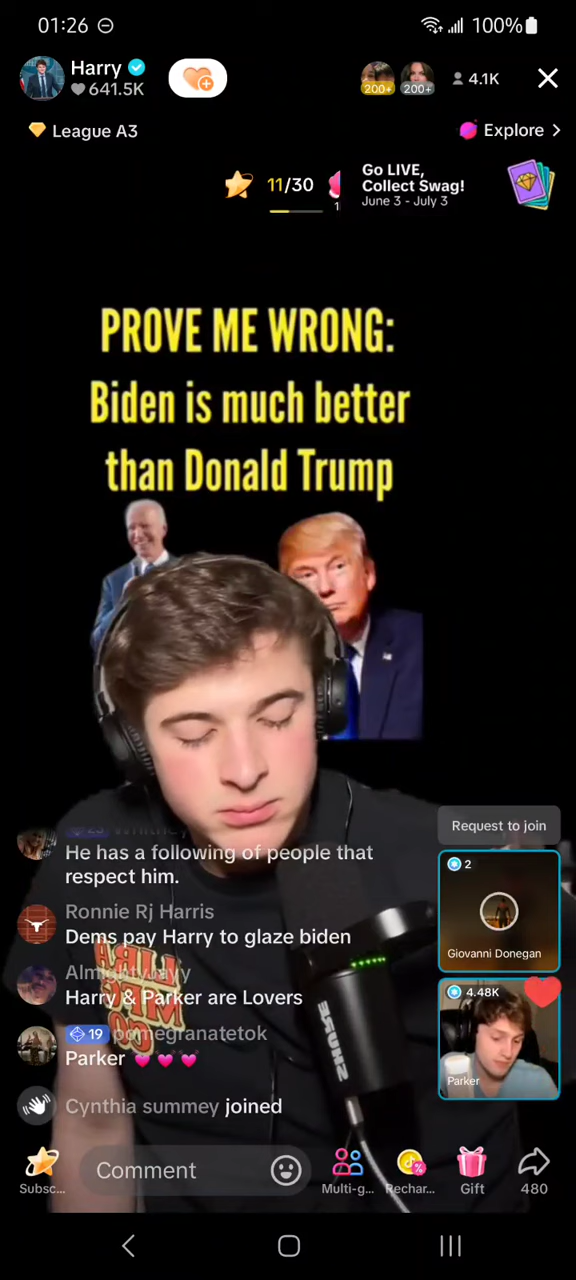 01:26
100%
Harry
641.5K
200+
200+
4.1K
League A3
Explore >
11/30
1
Go LIVE,
Collect Swag!
June 3 - July 3
PROVE ME WRONG:
Biden is much better
than Donald Trump
Request to join
He has a following of people that
respect him.
2
Giovanni Donegan
Ronnie Rj Harris
Dems pay Harry to glaze biden
Harry & Parker are Lovers
4.48K
Parker
19 pomegranatetok
Parker
Cynthia summey joined
SHURE
Comment
Subsc...
Multi-g...
Rechar...
Gift
480